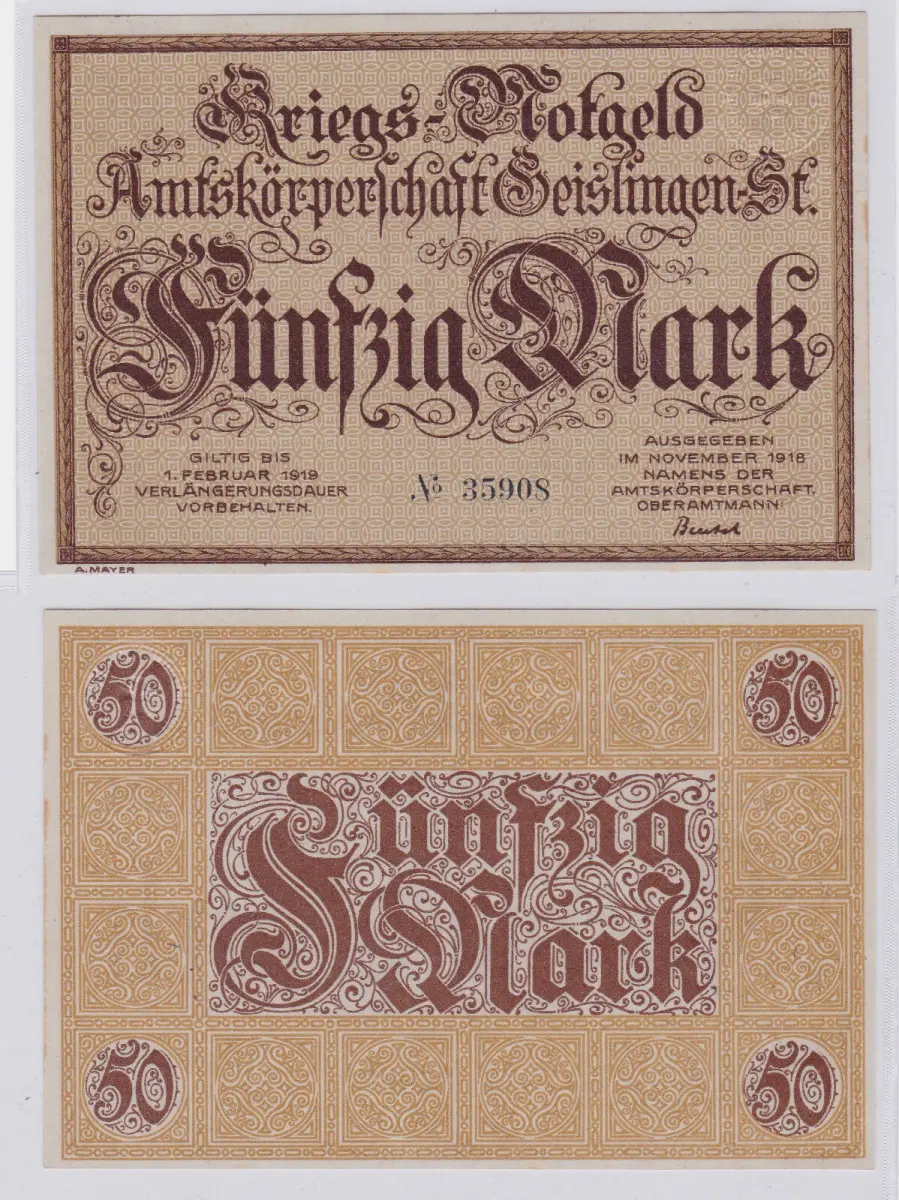 Kriegs-Notgeld
Amtskörperschaft Geislingen-St.
Fünfzig Mark
GILTIG BIS
1. FEBRUAR 1919
VERLÄNGERUNGSDAUER
VORBEHALTEN.
No 35908
AUSGEGEBEN
IM NOVEMBER 1918
NAMENS DER
AMTSKÖRPERSCHAFT.
OBERAMTMANN:
A. MAYER
50
50
Fünfzig
Mark
50
50